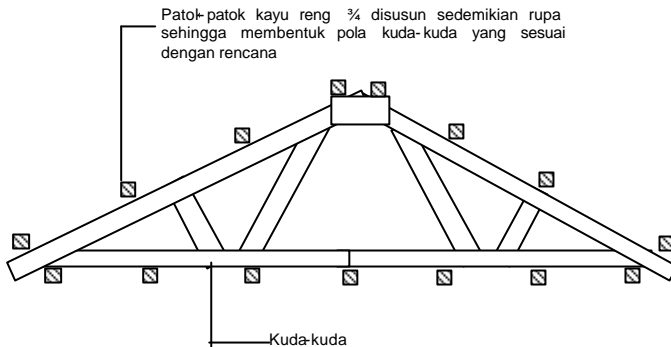 Patok-patok kayu reng ¾ disusun sedemikian rupa
sehingga membentuk pola kuda-kuda yang sesuai
dengan rencana
Kuda-kuda